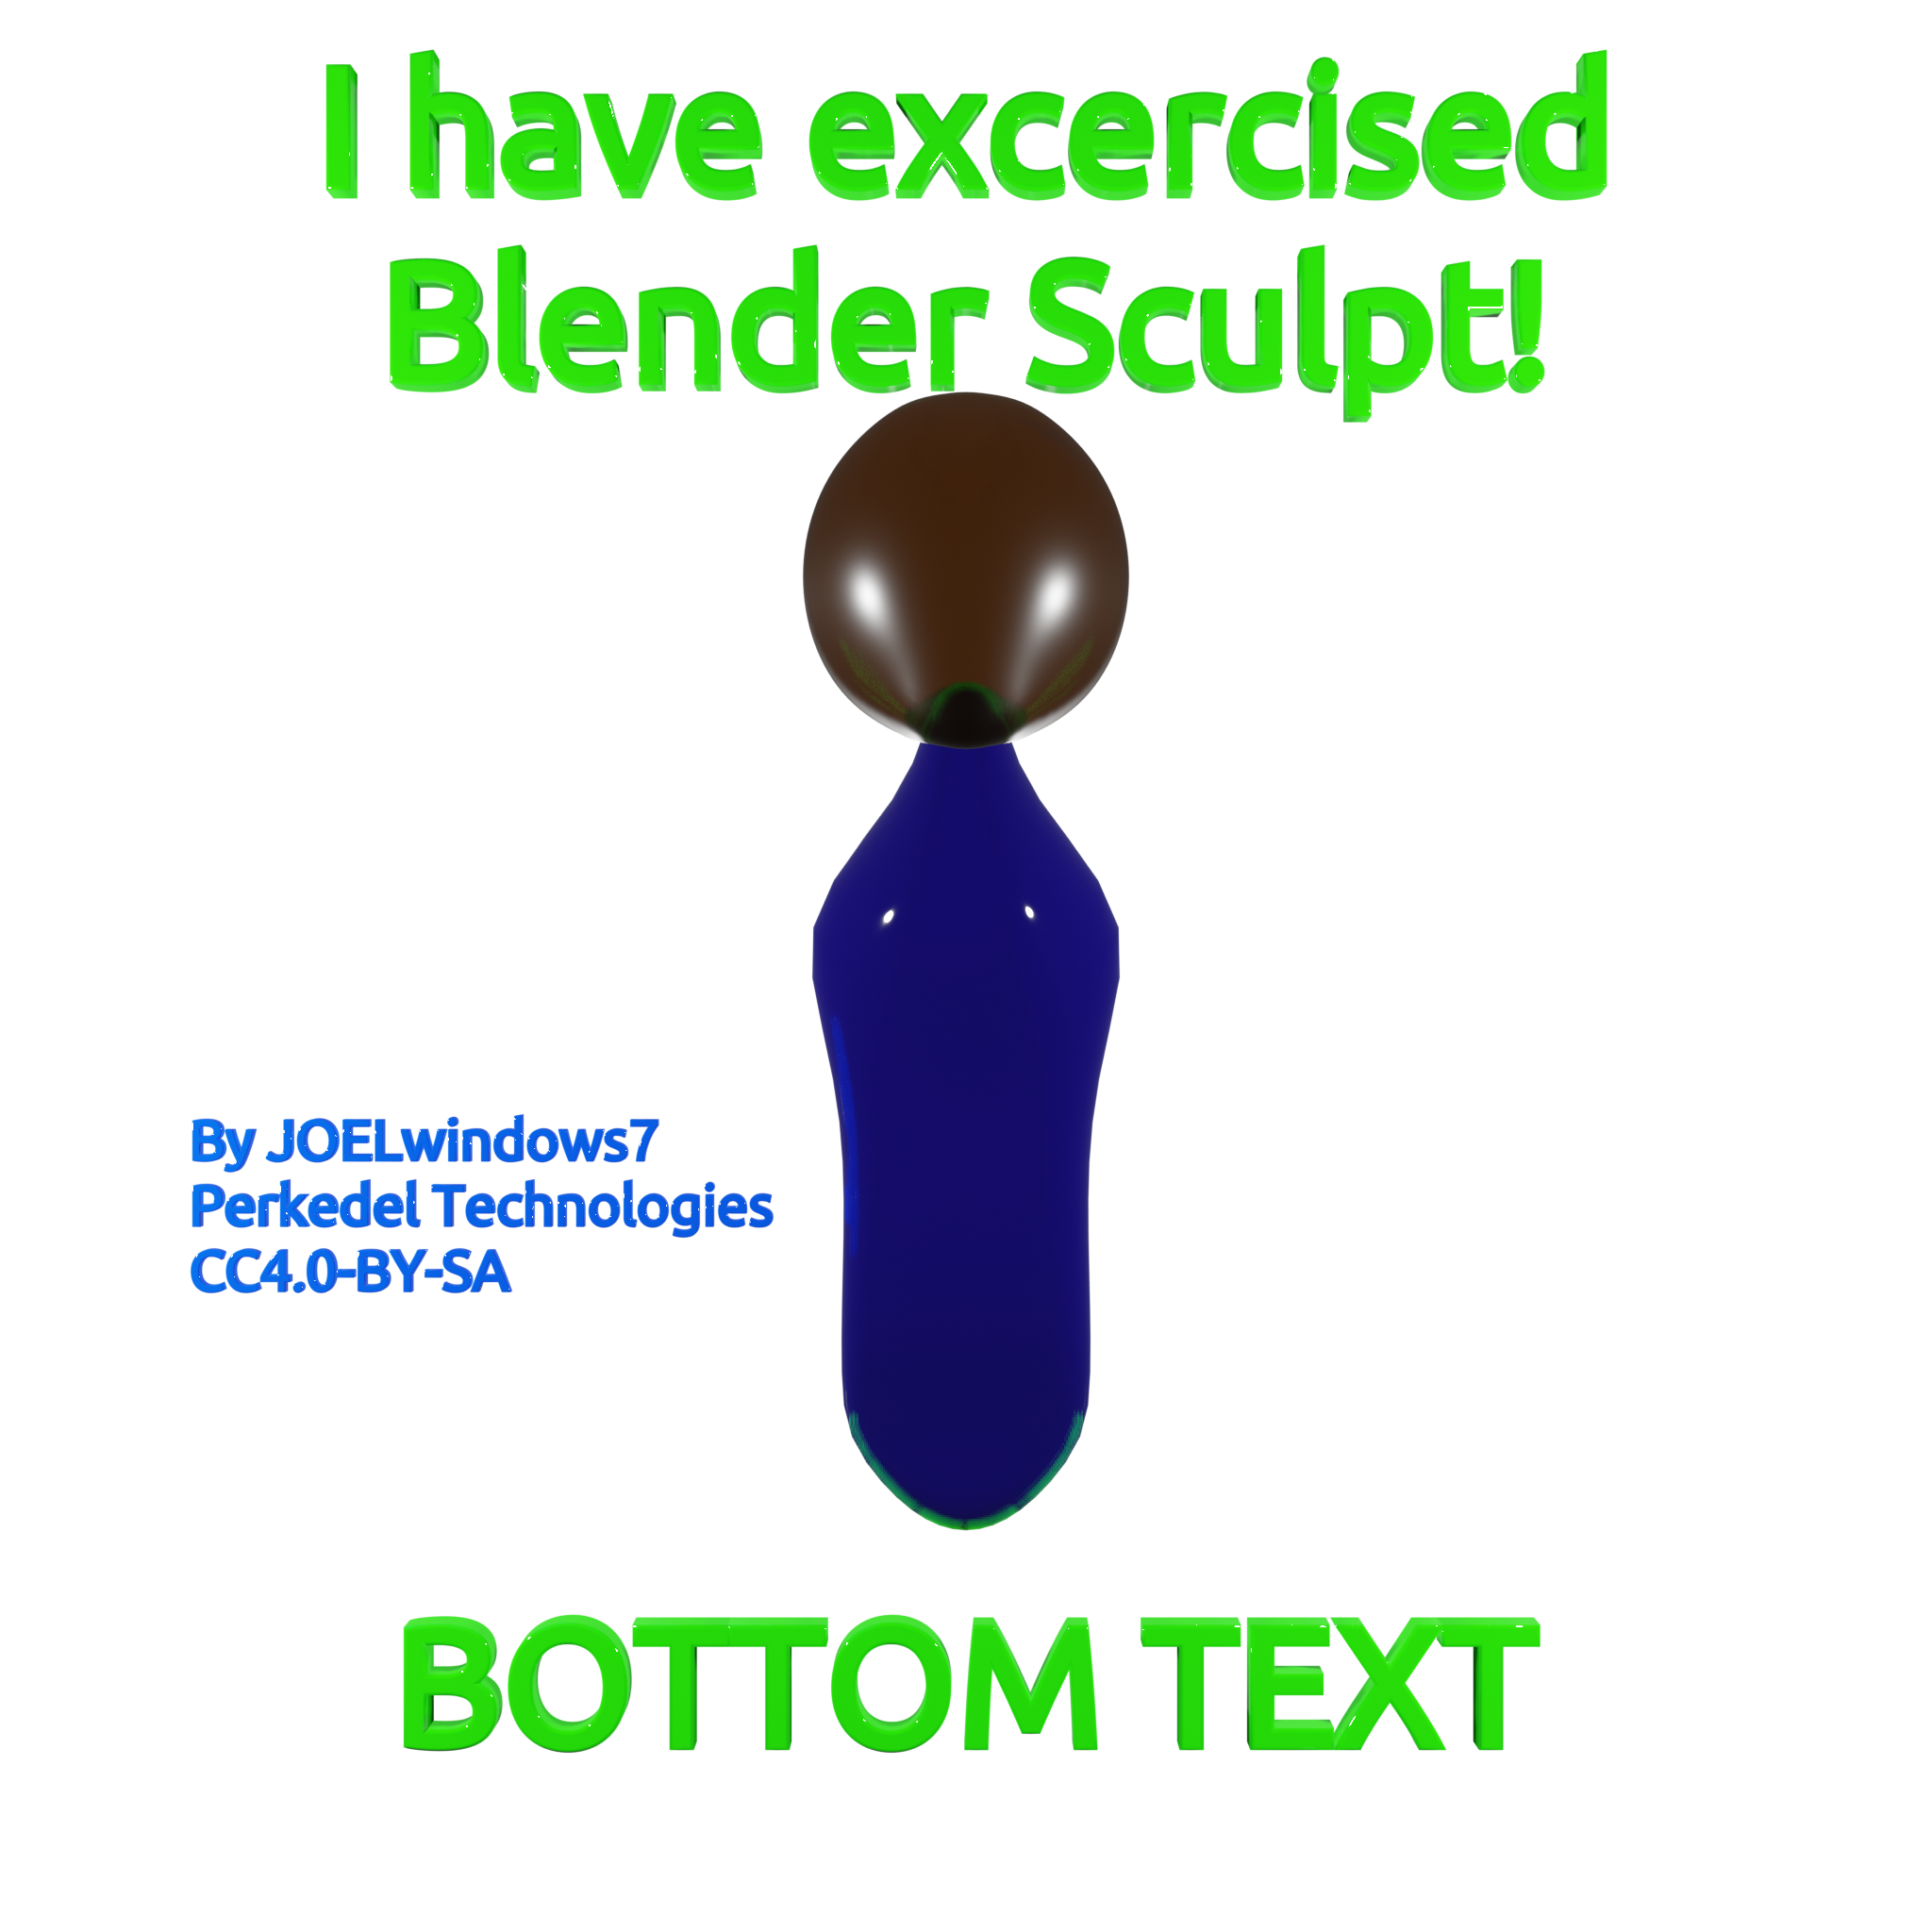 I have excercised
Blender Sculpt!
By JOELwindows7
Perkedel Technologies
CC4.0-BY-SA
BOTTOM TEXT